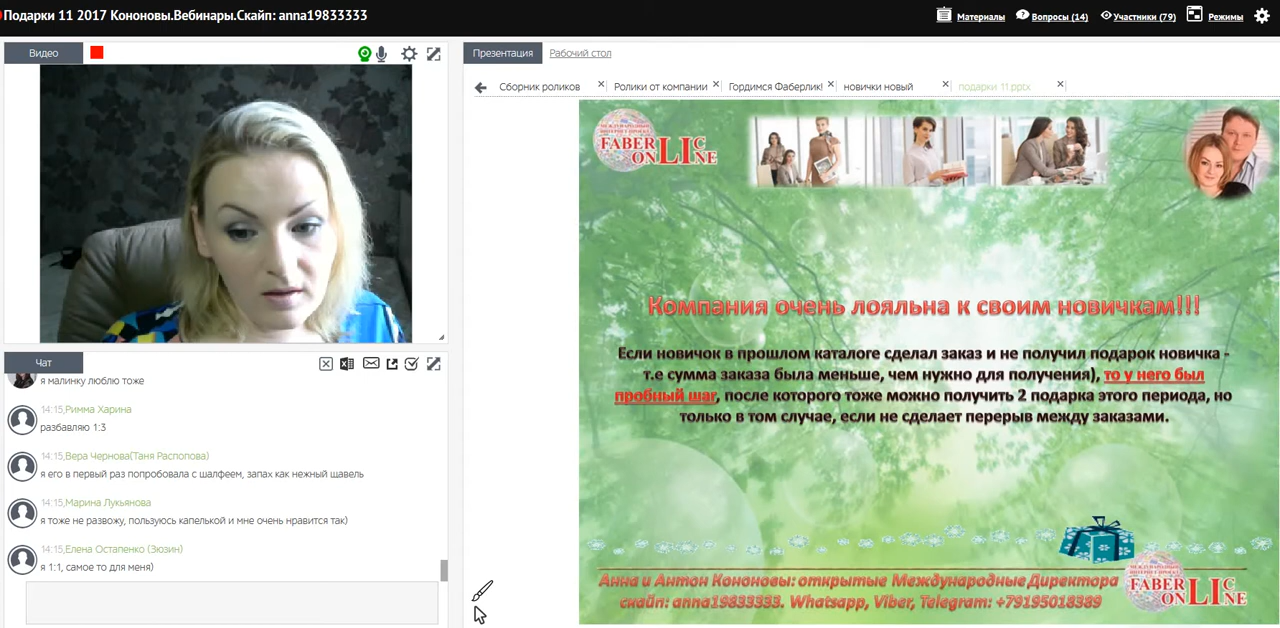 Подарки 11 2017 Кононовы.Вебинары.Скайп: anna19833333
Материалы
Вопросы (14)
Участники (79)
Режимы
Видео
Презентация
Рабочий стол
Сборник роликов
Ролики от компании
Гордимся Фаберлик!
новички новый
подарки 11.pptx
МЕЖДУНАРОДНЫЙ
ИНТЕРНЕТ-ПРОЕКТ
FABERLIC
ONLINE
Компания очень лояльна к своим новичкам!!!
Если новичок в прошлом каталоге сделал заказ и не получил подарок новичка -
т.е сумма заказа была меньше, чем нужно для получения), то у него был
пробный шаг, после которого тоже можно получить 2 подарка этого периода, но
только в том случае, если не сделает перерыв между заказами.
Анна и Антон Кононовы: открытые Международные Директора
скайп: anna19833333. Whatsapp, Viber, Telegram: +79195018389
FABERLIC
ONLINE
Чат
я малинку люблю тоже
14:15,Римма Харина
разбавляю 1:3
14:15,Вера Чернова(Таня Распопова)
я его в первый раз попробовала с шалфеем, запах как нежный щавель
14:15,Марина Лукьянова
я тоже не развожу, пользуюсь капелькой и мне очень нравится так)
14:15,Елена Остапенко (Зюзин)
я 1:1, самое то для меня)